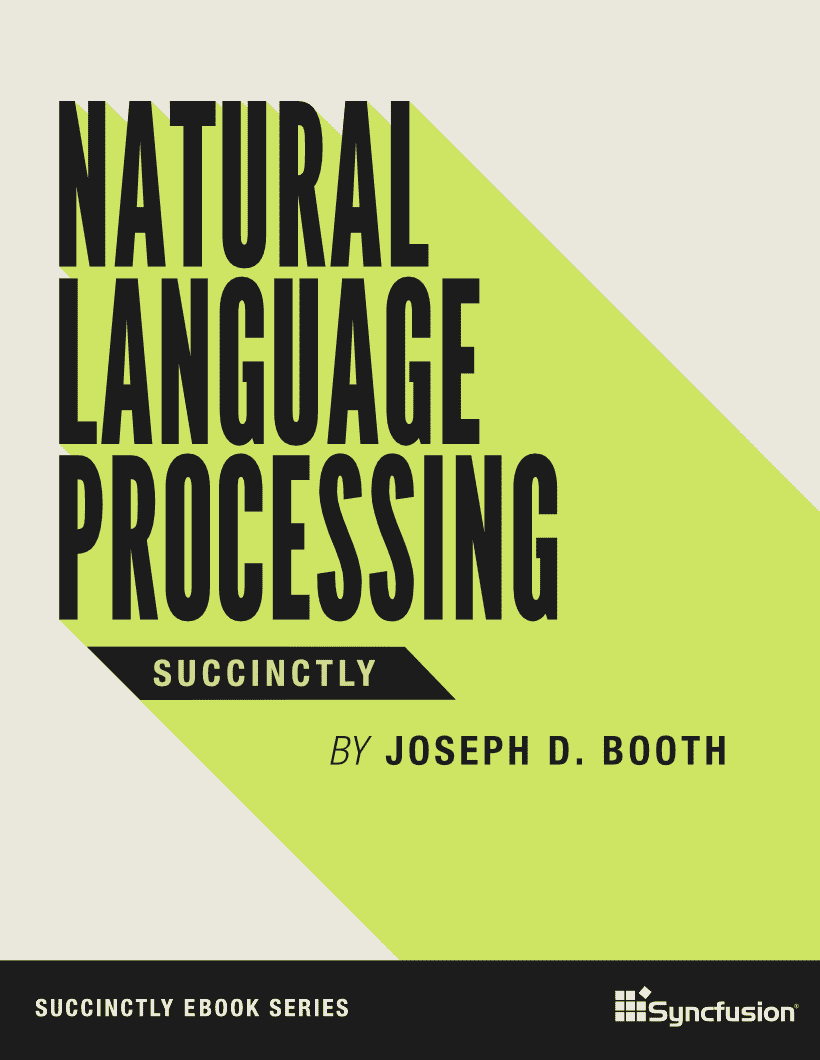 NATURAL
LANGUAGE
PROCESSING
SUCCINCTLY
BY JOSEPH D. BOOTH
SUCCINCTLY EBOOK SERIES
Syncfusion®